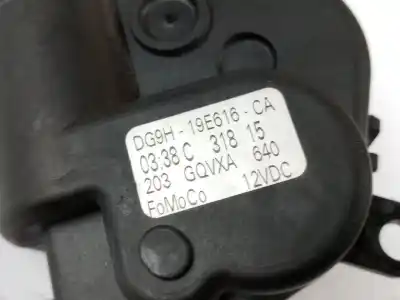 DG9H - 19E616 - CA
03:38 C 318 15
203 GQVXA 640
FoMoCo 12VDC